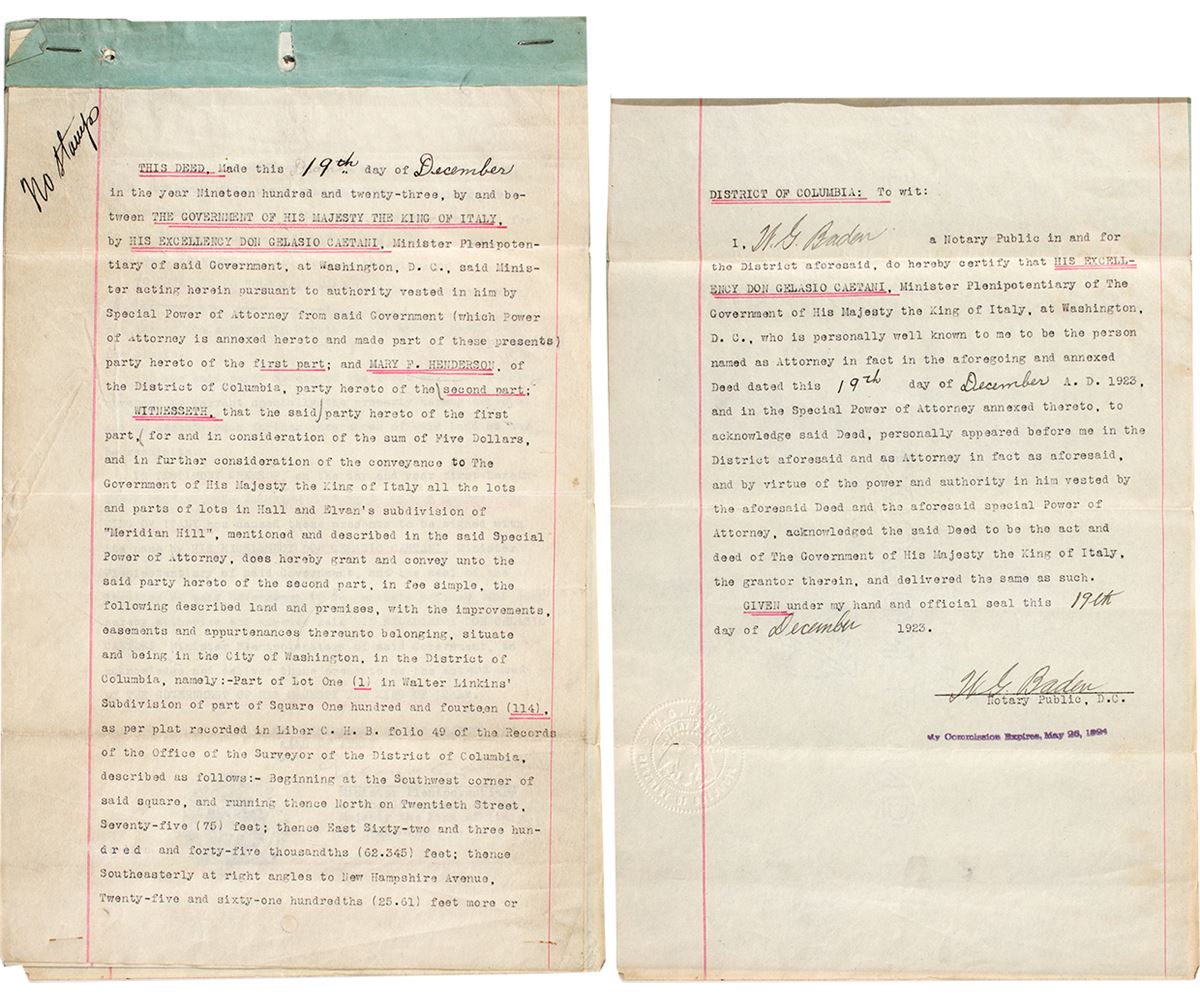 No Stamps
THIS DEED, Made this 19th day of December
in the year Nineteen hundred and twenty-three, by and be-
tween THE GOVERNMENT OF HIS MAJESTY THE KING OF ITALY,
by HIS EXCELLENCY DON GELASIO CAETANI, Minister Plenipoten-
tiary of said Government, at Washington, D. C., said Minis-
ter acting herein pursuant to authority vested in him by
Special Power of Attorney from said Government (which Power
of Attorney is annexed hereto and made part of these presents)
party hereto of the first part; and MARY F. HENDERSON, of
the District of Columbia, party hereto of the second part;
WITNESSETH, that the said party hereto of the first
part, for and in consideration of the sum of Five Dollars,
and in further consideration of the conveyance to The
Government of His Majesty the King of Italy all the lots
and parts of lots in Hall and Elvan's subdivision of
"Meridian Hill", mentioned and described in the said Special
Power of Attorney, does hereby grant and convey unto the
said party hereto of the second part, in fee simple, the
following described land and premises, with the improvements,
easements and appurtenances thereunto belonging, situate
and being in the City of Washington, in the District of
Columbia, namely:-Part of Lot One (1) in Walter Linkins'
Subdivision of part of Square One hundred and fourteen (114),
as per plat recorded in Liber C. H. B. folio 49 of the Records
of the Office of the Surveyor of the District of Columbia,
described as follows:- Beginning at the Southwest corner of
said square, and running thence North on Twentieth Street,
Seventy-five (75) feet; thence East Sixty-two and three hun-
dred and forty-five thousandths (62.345) feet; thence
Southeasterly at right angles to New Hampshire Avenue,
Twenty-five and sixty-one hundredths (25.61) feet more or
DISTRICT OF COLUMBIA: To wit:
I, W. G. Baden a Notary Public in and for
the District aforesaid, do hereby certify that HIS EXCELL-
ENCY DON GELASIO CAETANI, Minister Plenipotentiary of The
Government of His Majesty the King of Italy, at Washington,
D. C., who is personally well known to me to be the person
named as Attorney in fact in the aforegoing and annexed
Deed dated this 19th day of December A. D. 1923,
and in the Special Power of Attorney annexed thereto, to
acknowledge said Deed, personally appeared before me in the
District aforesaid and as Attorney in fact as aforesaid,
and by virtue of the power and authority in him vested by
the aforesaid Deed and the aforesaid special Power of
Attorney, acknowledged the said Deed to be the act and
deed of The Government of His Majesty the King of Italy,
the grantor therein, and delivered the same as such.
GIVEN under my hand and official seal this 19th
day of December 1923.
W. G. Baden
Notary Public, D.C.
My Commission Expires, May 26, 1924